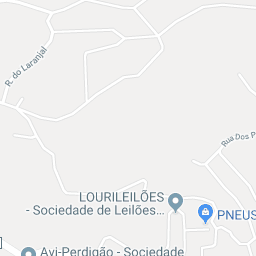 R. do Laranjal
Rua Dos P
LOURILEILÕES
- Sociedade de Leilões...
PNEUS
Avi-Perdigão - Sociedade